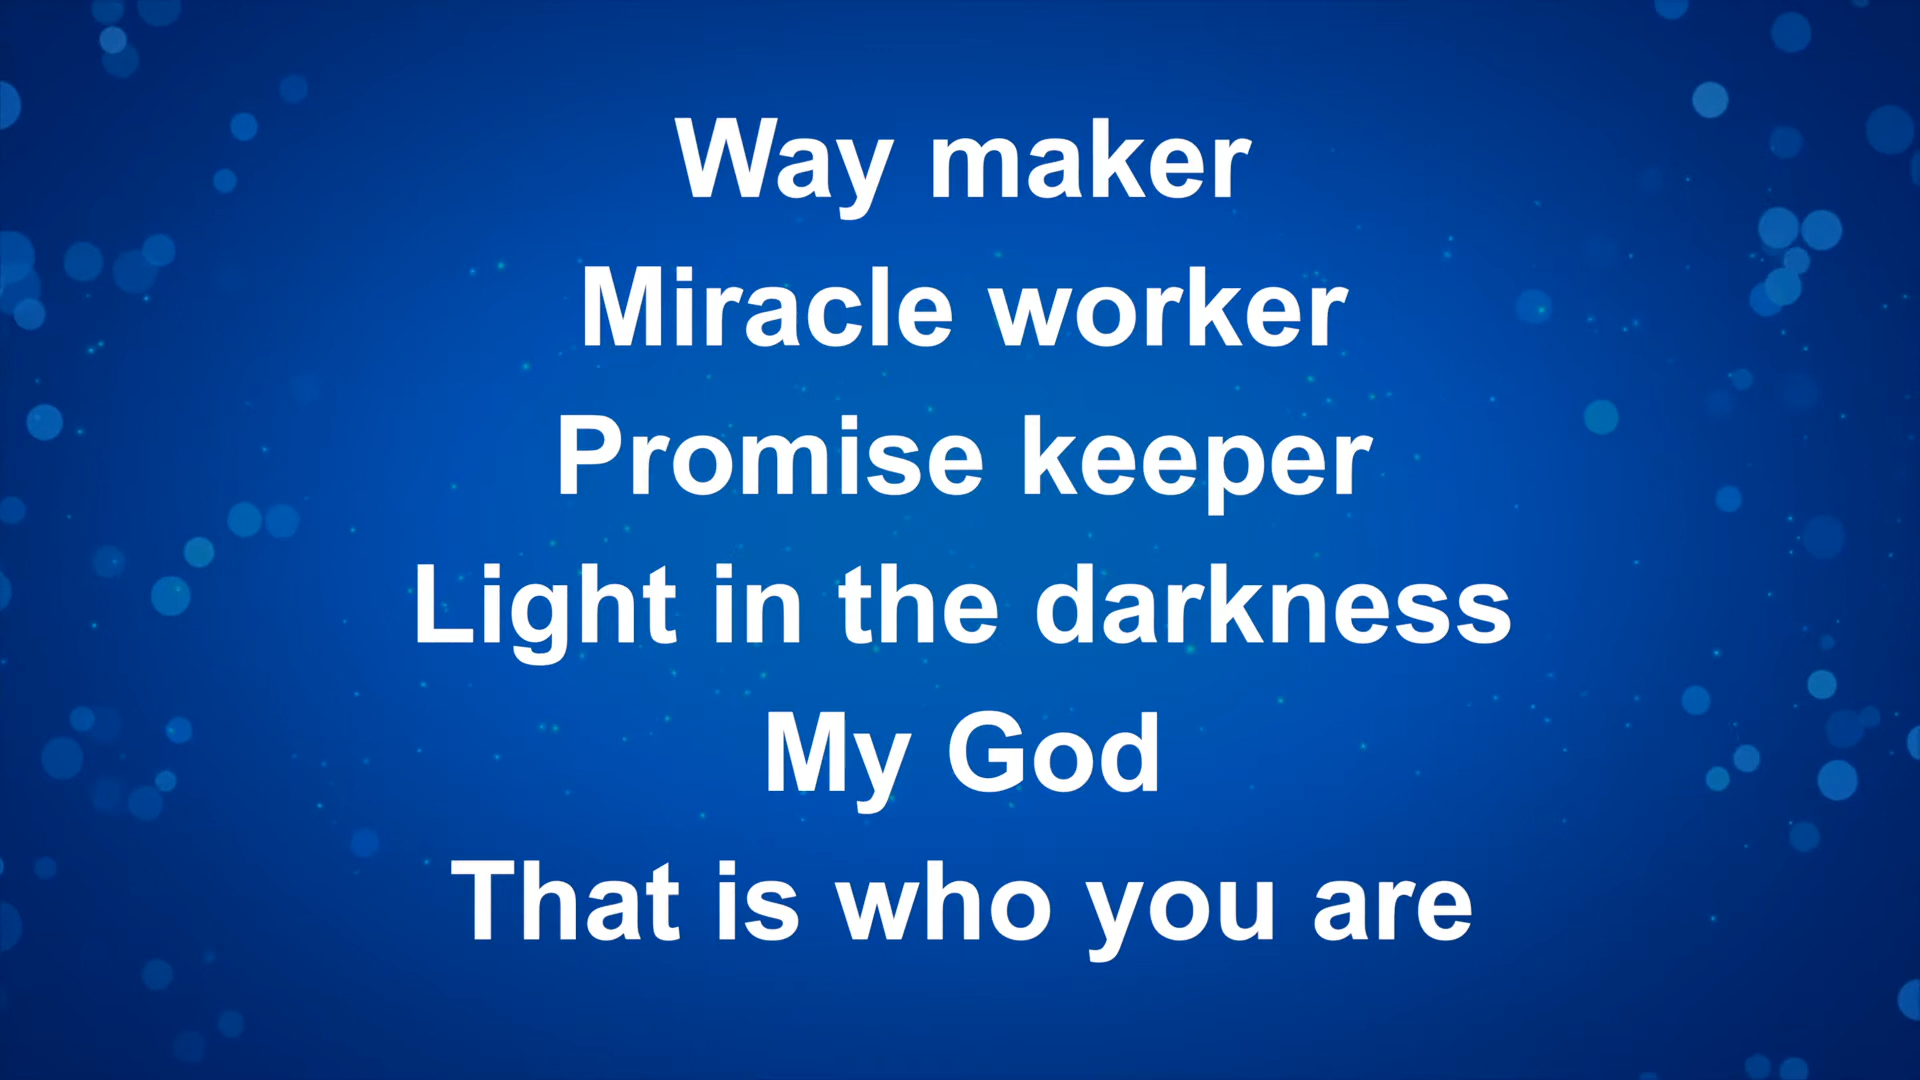 Way maker
Miracle worker
Promise keeper
Light in the darkness
My God
That is who you are